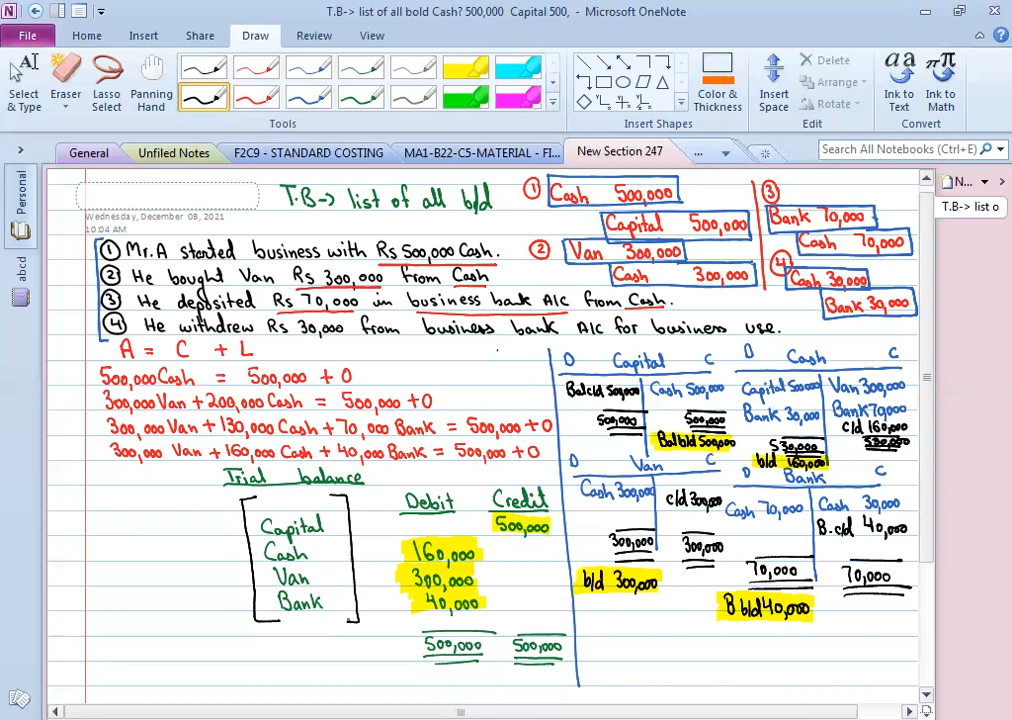 T.B-> list of all bold Cash? 500,000 Capital 500, - Microsoft OneNote
File Home Insert Share Draw Review View
Select & Type
Eraser
Lasso Select
Panning Hand
Color & Thickness
Insert Space
Delete
Arrange
Rotate
Ink to Text
Ink to Math
Tools
Insert Shapes
Edit
Convert
General
Unfiled Notes
F2C9 - STANDARD COSTING
MA1-B22-C5-MATERIAL - FI...
New Section 247
...
Search All Notebooks (Ctrl+E)
Personal
abcd
N...
T.B-> list o
T.B-> list of all b/d
Wednesday, December 08, 2021
10:04 AM
① Mr.A started business with Rs 500,000 Cash.
② He bought Van Rs 300,000 from Cash
③ He deposited Rs 70,000 in business bank A/C from Cash.
④ He withdrew Rs 30,000 from business bank A/C for business use.
① Cash 500,000
Capital 500,000
② Van 300,000
Cash 300,000
③
Bank 70,000
Cash 70,000
④ Cash 30,000
Bank 30,000
A = C + L
500,000 Cash = 500,000 + 0
300,000 Van + 200,000 Cash = 500,000 + 0
300,000 Van + 130,000 Cash + 70,000 Bank = 500,000 + 0
300,000 Van + 160,000 Cash + 40,000 Bank = 500,000 + 0
Trial balance
Debit Credit
Capital 500,000
Cash 160,000
Van 300,000
Bank 40,000
500,000 500,000
D Capital C
Bal c/d 500,000 Cash 500,000
500,000 500,000
Bal b/d 500,000
D Cash C
Capital 500000 Van 300,000
Bank 30,000 Bank 70,000
c/d 160,000
530,000 530,000
b/d 160,000
D Van C
Cash 300,000 c/d 300,000
300,000 300,000
b/d 300,000
D Bank C
Cash 70,000 Cash 30,000
B. c/d 40,000
70,000 70,000
B b/d 40,000